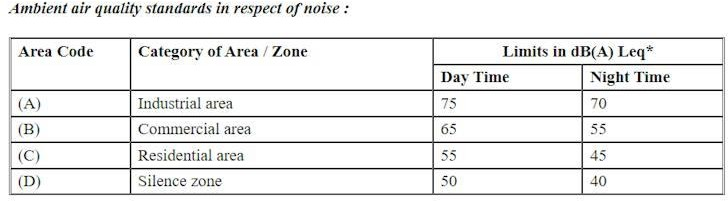 Ambient air quality standards in respect of noise :
Area Code Category of Area / Zone Limits in dB(A) Leq*
Day Time Night Time
(A) Industrial area 75 70
(B) Commercial area 65 55
(C) Residential area 55 45
(D) Silence zone 50 40